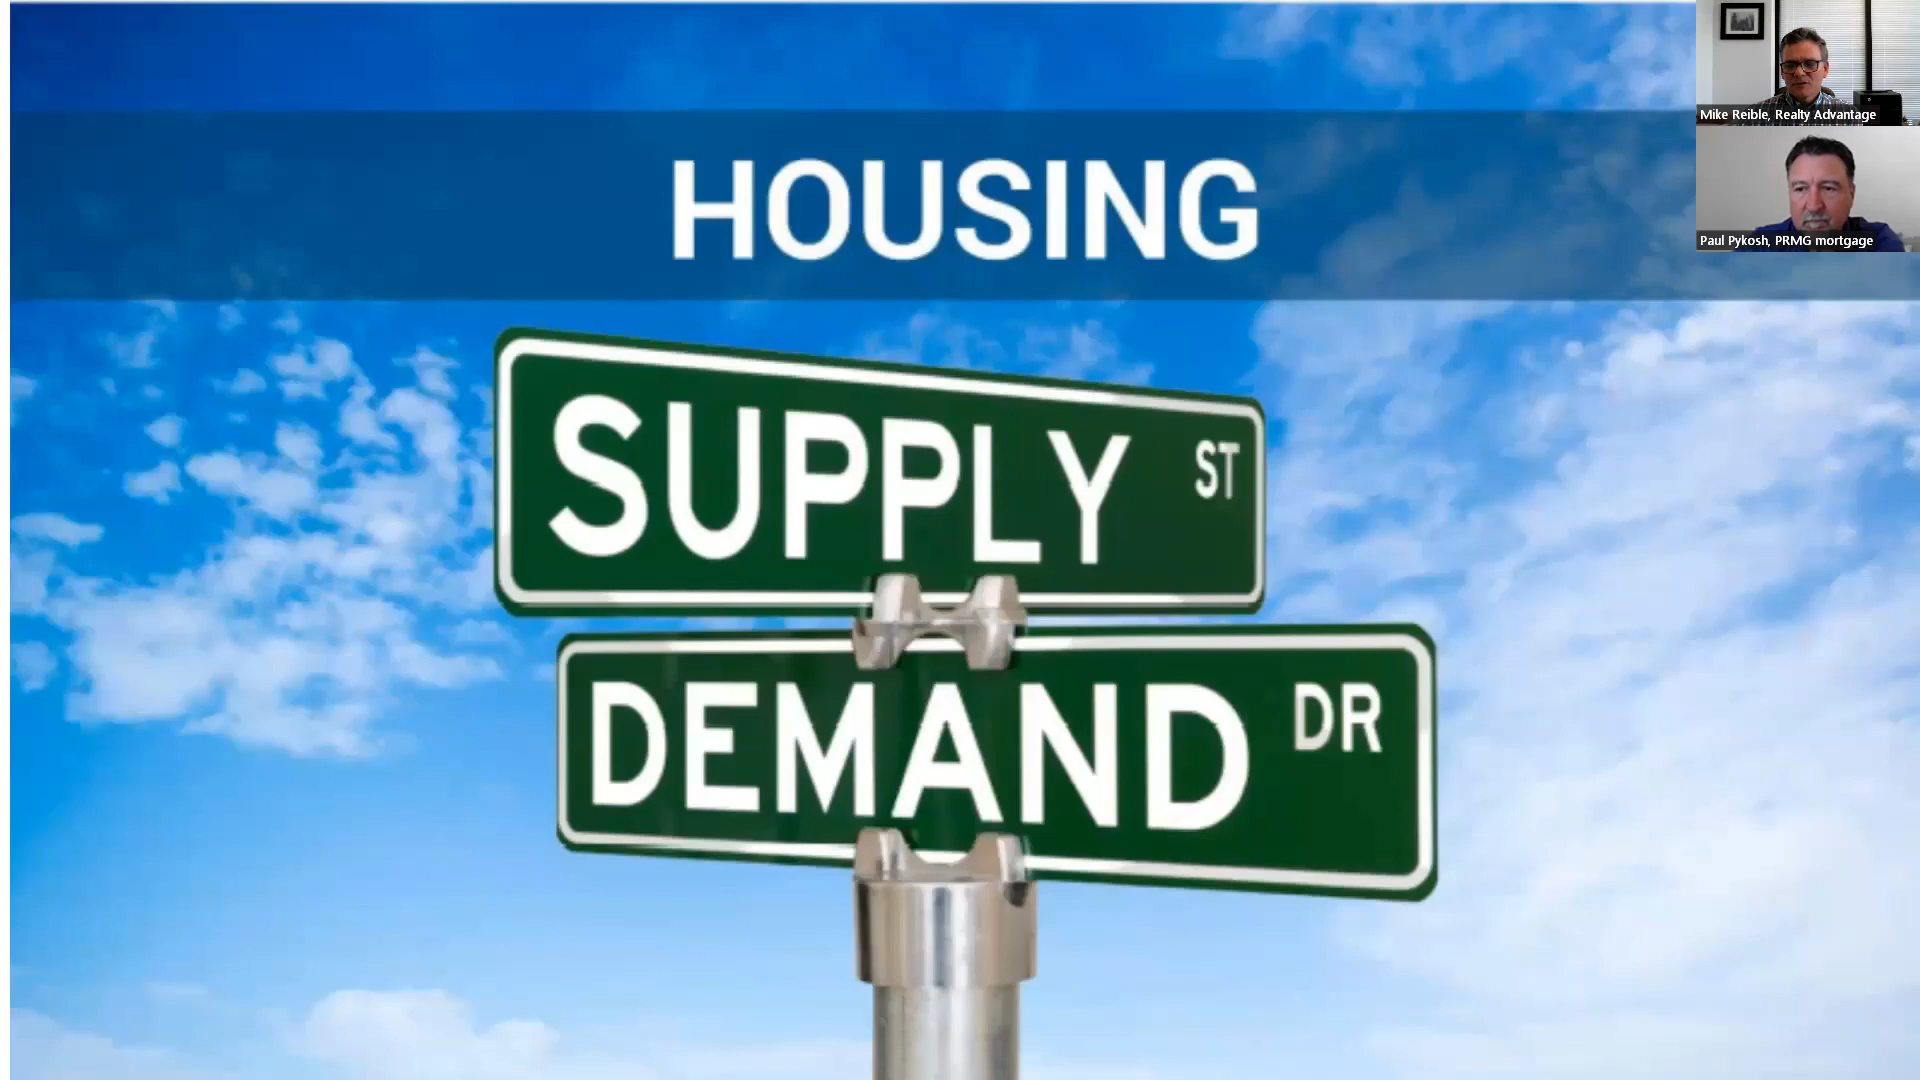 HOUSING
SUPPLY ST
DEMAND DR
Mike Reible, Realty Advantage
Paul Pykosh, PRMG mortgage